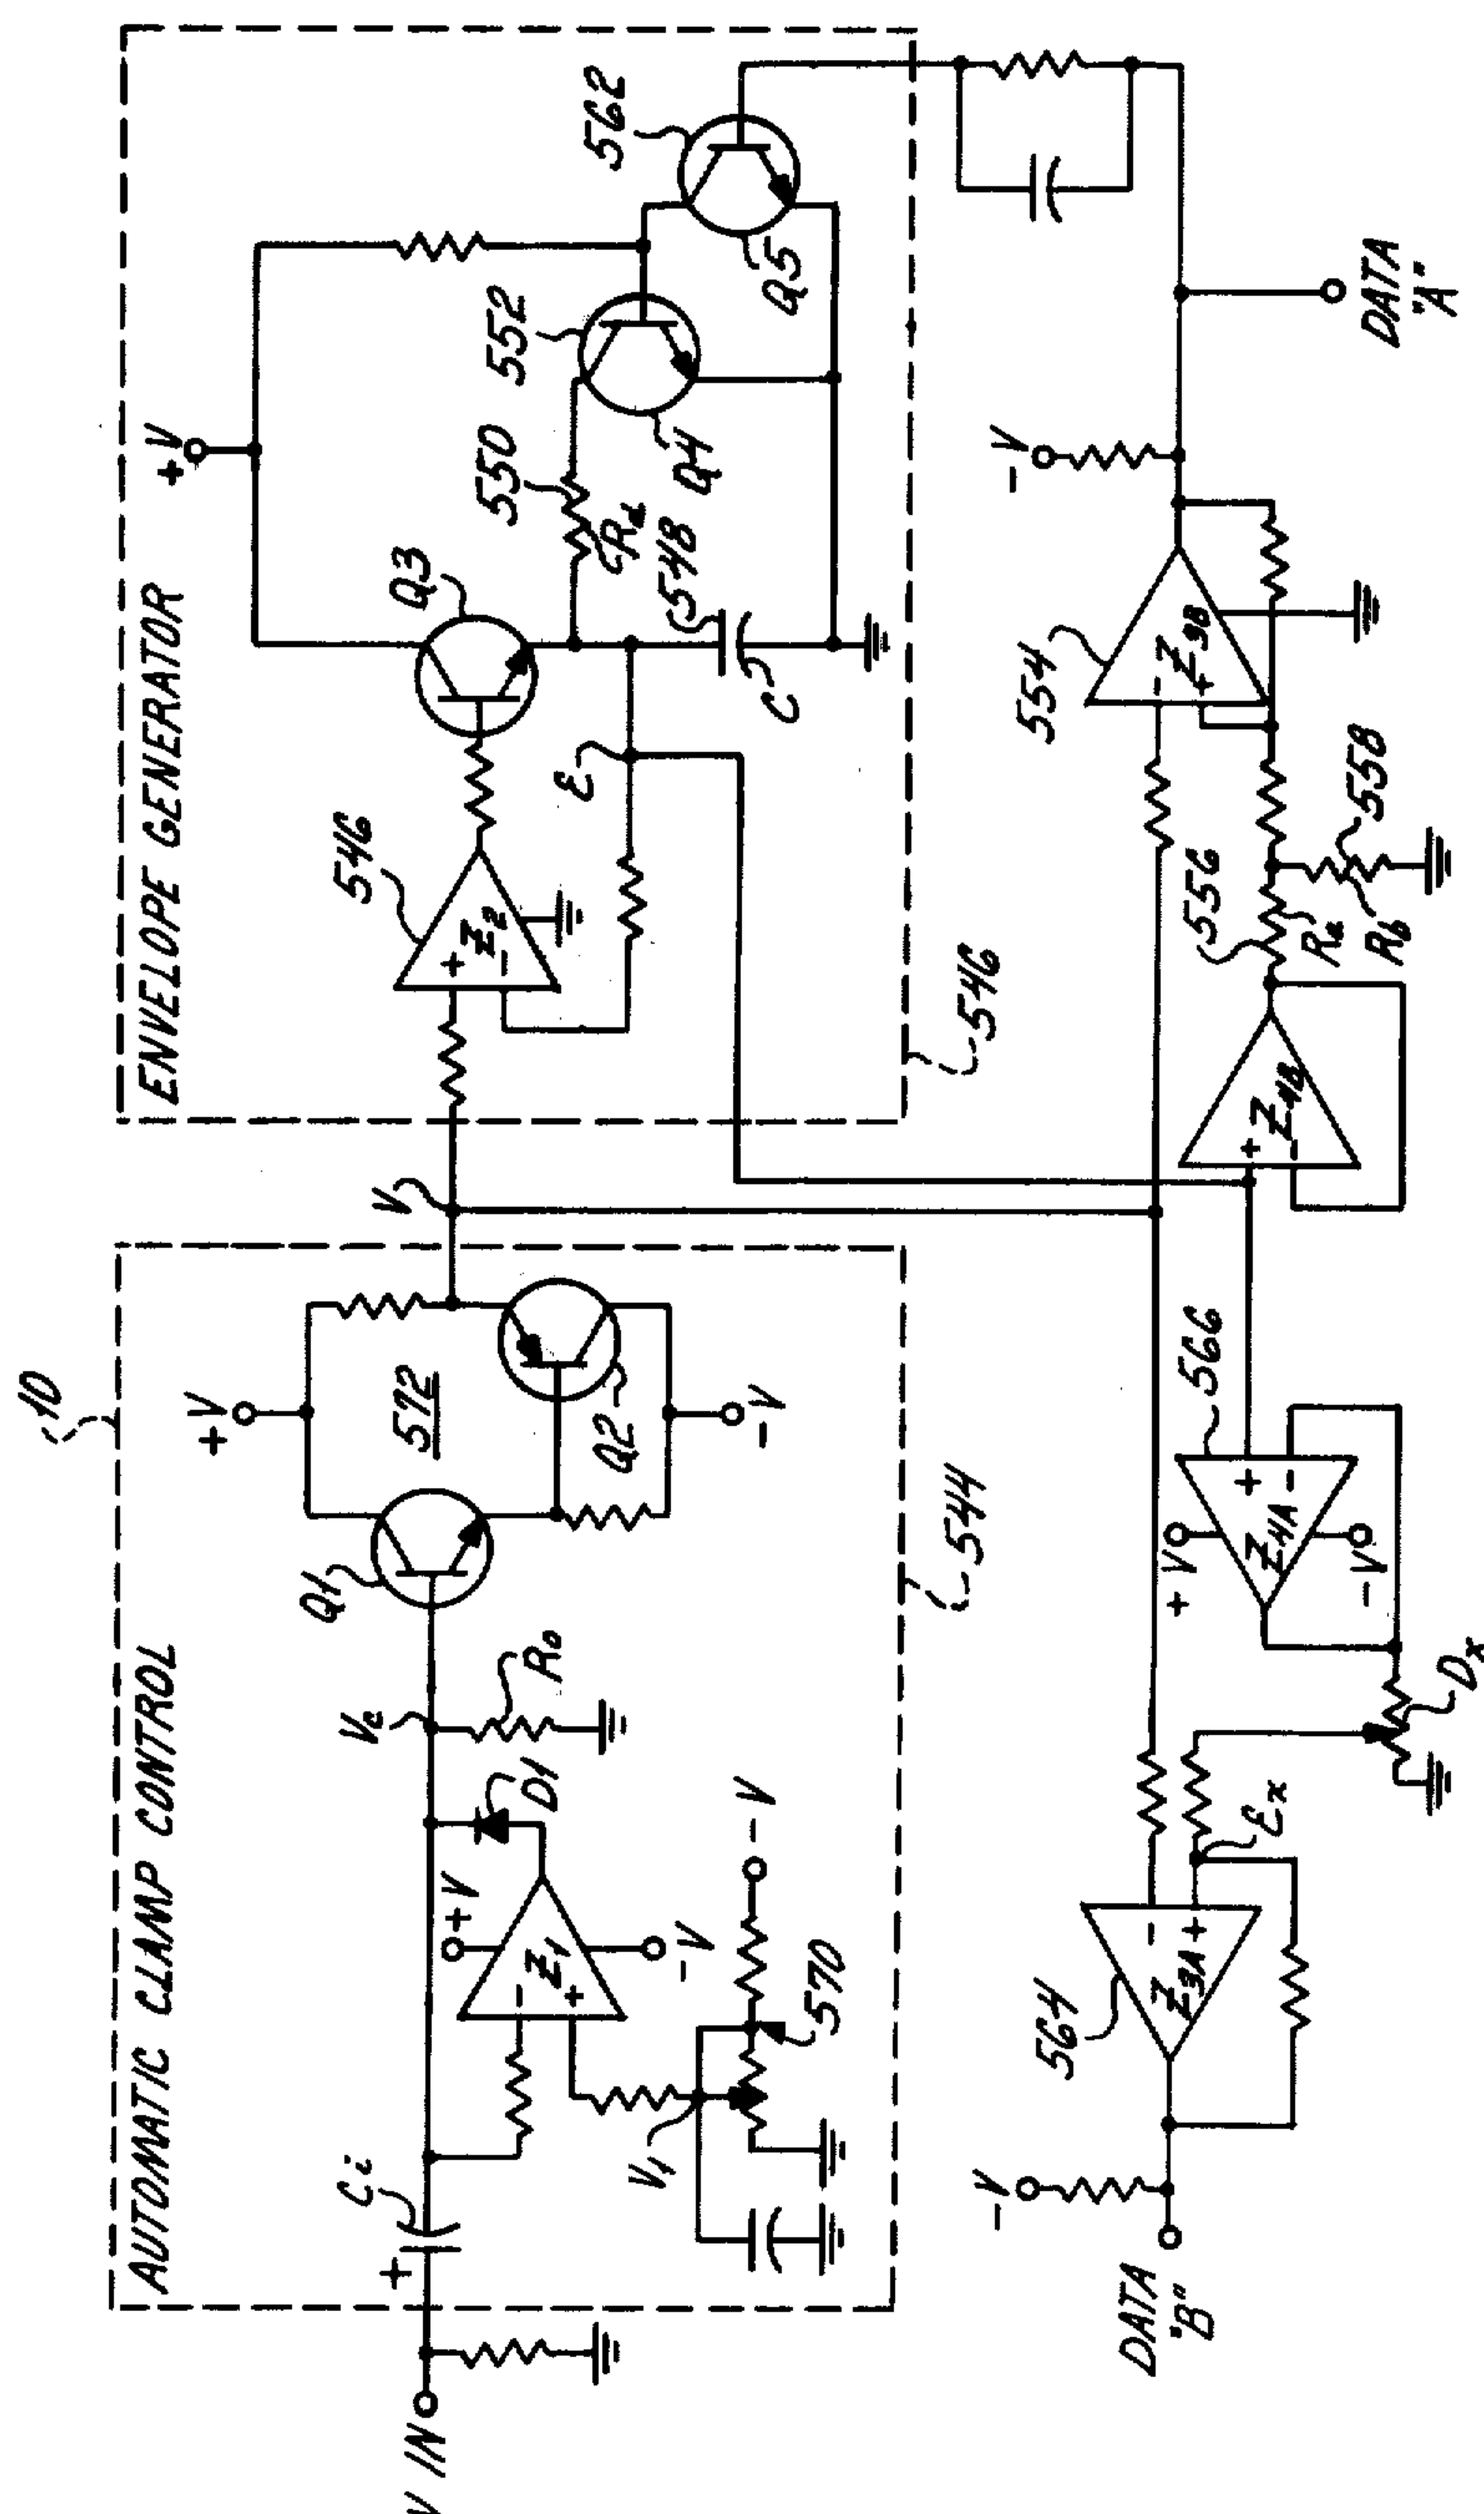 10
AUTOMATIC CLAMP CONTROL
ENVELOPE GENERATOR
IN
+
Ci
Vc
R0
D1
Q1
+V
572
Q2
-V
V
Z1
-
+
+V
-V
V1
570
-V
544
546
Z2
+
-
Q3
+V
E
C
548
Rd
550
552
Q4
562
Q5
546
DATA
"B"
-V
564
Z3A
-
+
Ex
Dx
566
Z4A
+
-
+V
-V
Z4B
+
-
556
Ra
Rb
558
554
Z3B
-
+
-V
DATA
"A"